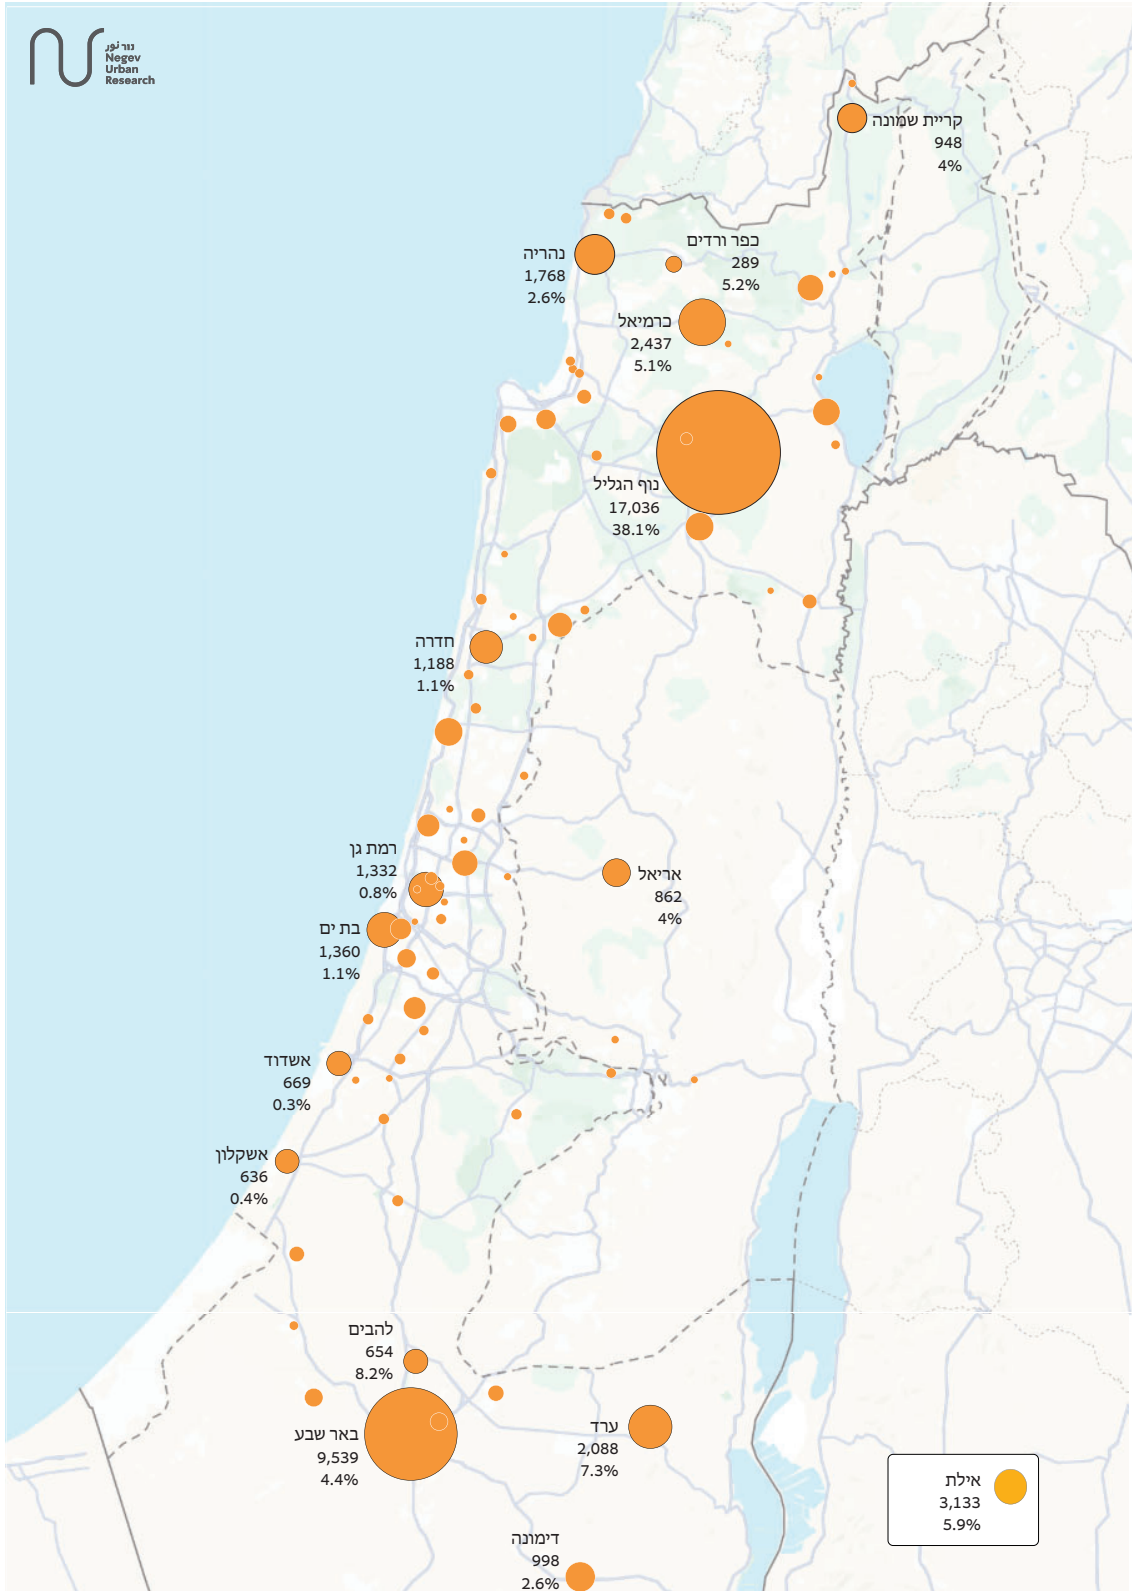 נגב נור
Negev
Urban
Research
קריית שמונה
948
4%
כפר ורדים
289
5.2%
נהריה
1,768
2.6%
כרמיאל
2,437
5.1%
נוף הגליל
17,036
38.1%
חדרה
1,188
1.1%
רמת גן
1,332
0.8%
אריאל
862
4%
בת ים
1,360
1.1%
אשדוד
669
0.3%
אשקלון
636
0.4%
להבים
654
8.2%
באר שבע
9,539
4.4%
ערד
2,088
7.3%
אילת
3,133
5.9%
דימונה
998
2.6%